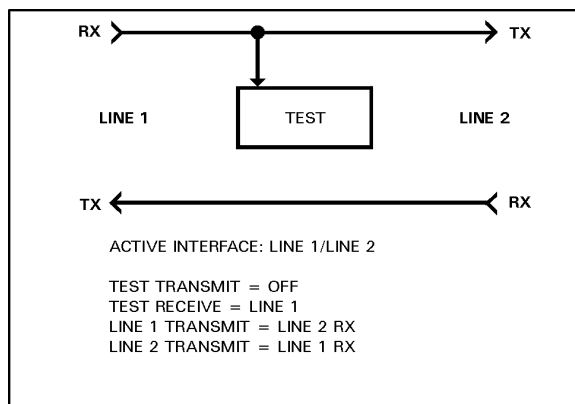 RX TX
LINE 1 TEST LINE 2
TX RX
ACTIVE INTERFACE: LINE 1/LINE 2
TEST TRANSMIT = OFF
TEST RECEIVE = LINE 1
LINE 1 TRANSMIT = LINE 2 RX
LINE 2 TRANSMIT = LINE 1 RX